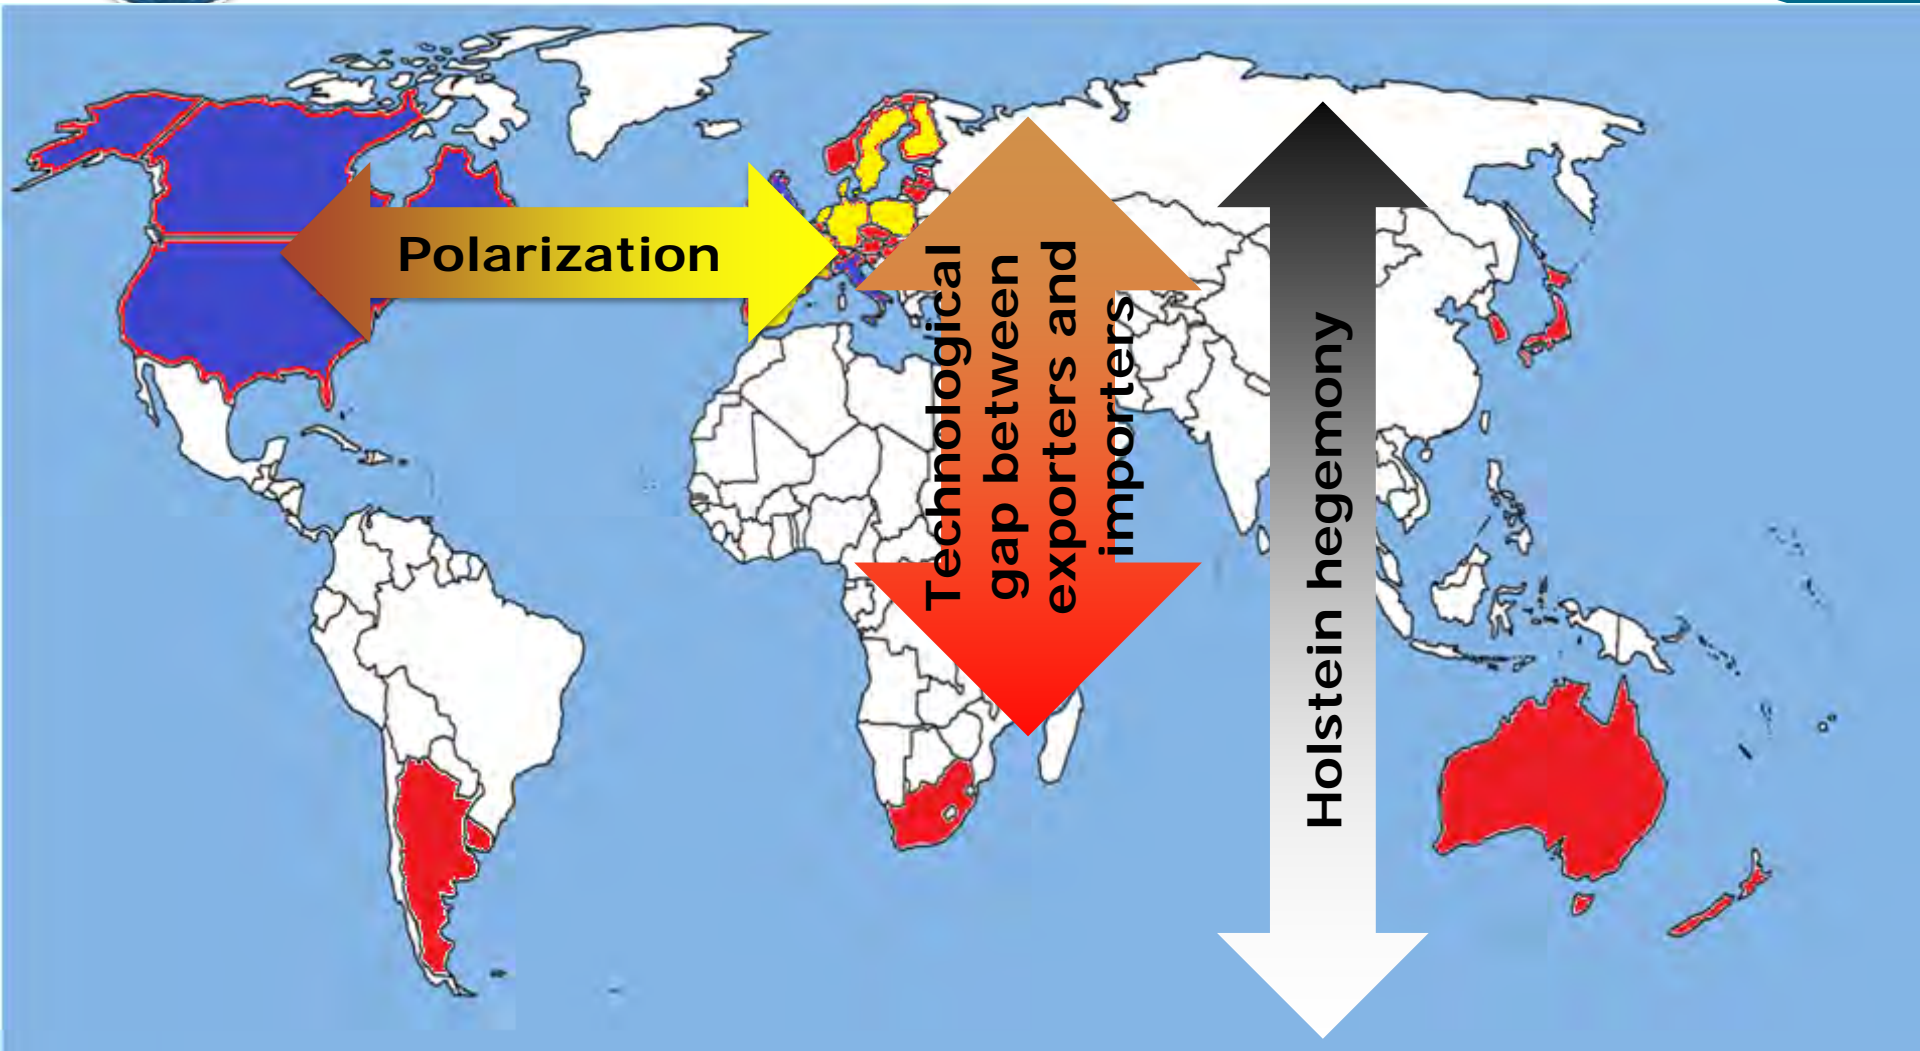 Polarization
Technological
gap between
exporters and
importers
Holstein hegemony